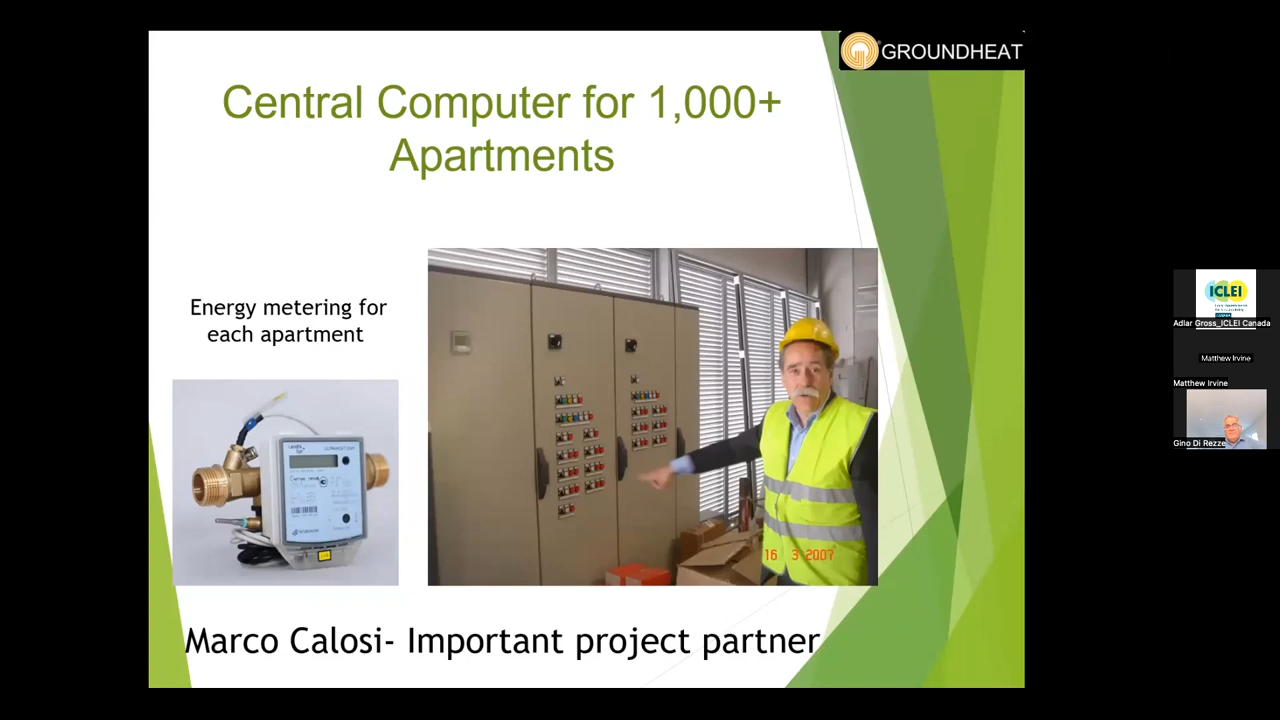 GROUNDHEAT
Central Computer for 1,000+
Apartments
Energy metering for
each apartment
16 3 2007
Marco Calosi- Important project partner
ICLEI
Adlar Gross_ICLEI Canada
Matthew Irvine
Matthew Irvine
Gino Di Rezze